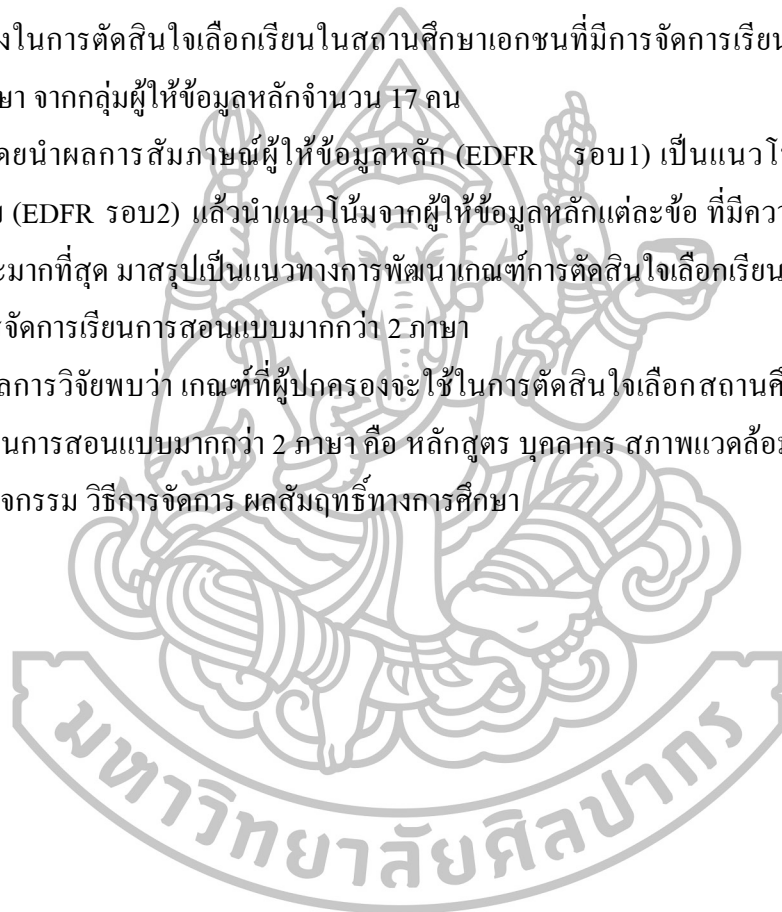 งในการตัดสินใจเลือกเรียนในสถานศึกษาเอกชนที่มีการจัดการเรียน
ษา จากกลุ่มผู้ให้ข้อมูลหลักจำนวน 17 คน
ดยนำผลการสัมภาษณ์ผู้ให้ข้อมูลหลัก (EDFR รอบ1) เป็นแนวโ
(EDFR รอบ2) แล้วนำแนวโน้มจากผู้ให้ข้อมูลหลักแต่ละข้อ ที่มีควา
ะมากที่สุด มาสรุปเป็นแนวทางการพัฒนาเกณฑ์การตัดสินใจเลือกเรียน
รจัดการเรียนการสอนแบบมากกว่า 2 ภาษา
ลการวิจัยพบว่า เกณฑ์ที่ผู้ปกครองจะใช้ในการตัดสินใจเลือกสถานศึ
นการสอนแบบมากกว่า 2 ภาษา คือ หลักสูตร บุคลากร สภาพแวดล้อม
จกรรม วิธีการจัดการ ผลสัมฤทธิ์ทางการศึกษา
มหาวิทยาลัยศิลปากร